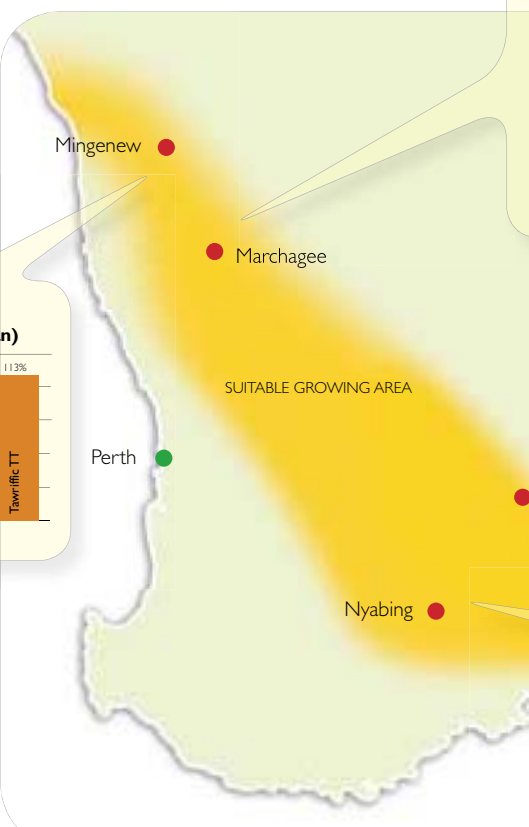 Mingenew
Marchagee
n)
113%
SUITABLE GROWING AREA
Tawriffic TT
Perth
Nyabing